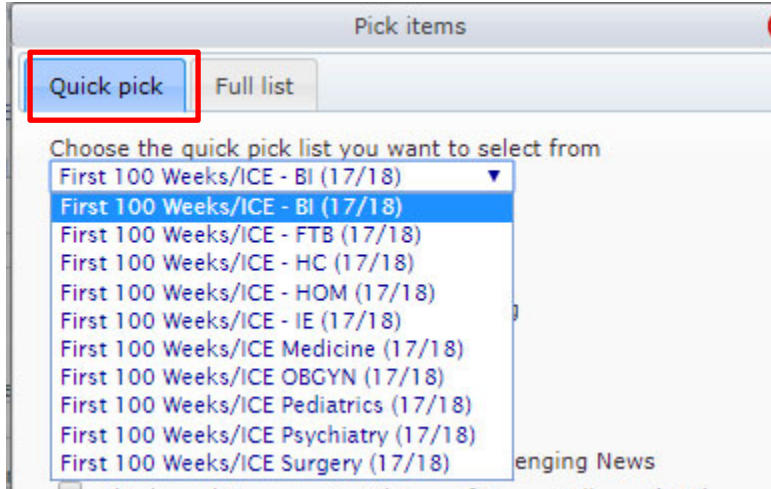 Pick items
Quick pick Full list
Choose the quick pick list you want to select from
First 100 Weeks/ICE - BI (17/18) ▼
First 100 Weeks/ICE - BI (17/18)
First 100 Weeks/ICE - FTB (17/18)
First 100 Weeks/ICE - HC (17/18)
First 100 Weeks/ICE - HOM (17/18)
First 100 Weeks/ICE - IE (17/18)
First 100 Weeks/ICE Medicine (17/18)
First 100 Weeks/ICE OBGYN (17/18)
First 100 Weeks/ICE Pediatrics (17/18)
First 100 Weeks/ICE Psychiatry (17/18)
First 100 Weeks/ICE Surgery (17/18)
enging News